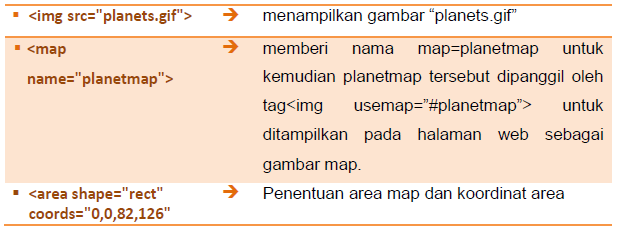 ▪ <img src="planets.gif"> → menampilkan gambar “planets.gif”
▪ <map → memberi nama map=planetmap untuk
name="planetmap"> kemudian planetmap tersebut dipanggil oleh
tag<img usemap=”#planetmap”> untuk
ditampilkan pada halaman web sebagai
gambar map.
▪ <area shape="rect" → Penentuan area map dan koordinat area
coords="0,0,82,126"